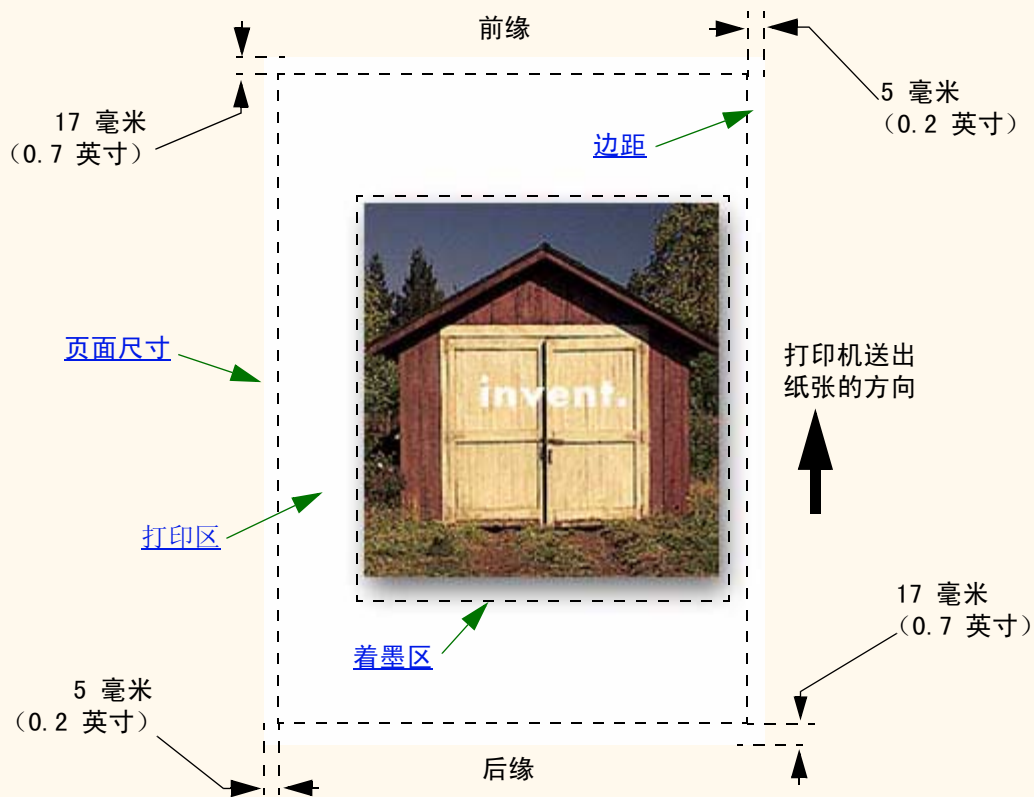 前缘
5 毫米
（0.2 英寸）
17 毫米
（0.7 英寸）
边距
页面尺寸
invent.
打印机送出
纸张的方向
打印区
着墨区
17 毫米
（0.7 英寸）
5 毫米
（0.2 英寸）
后缘